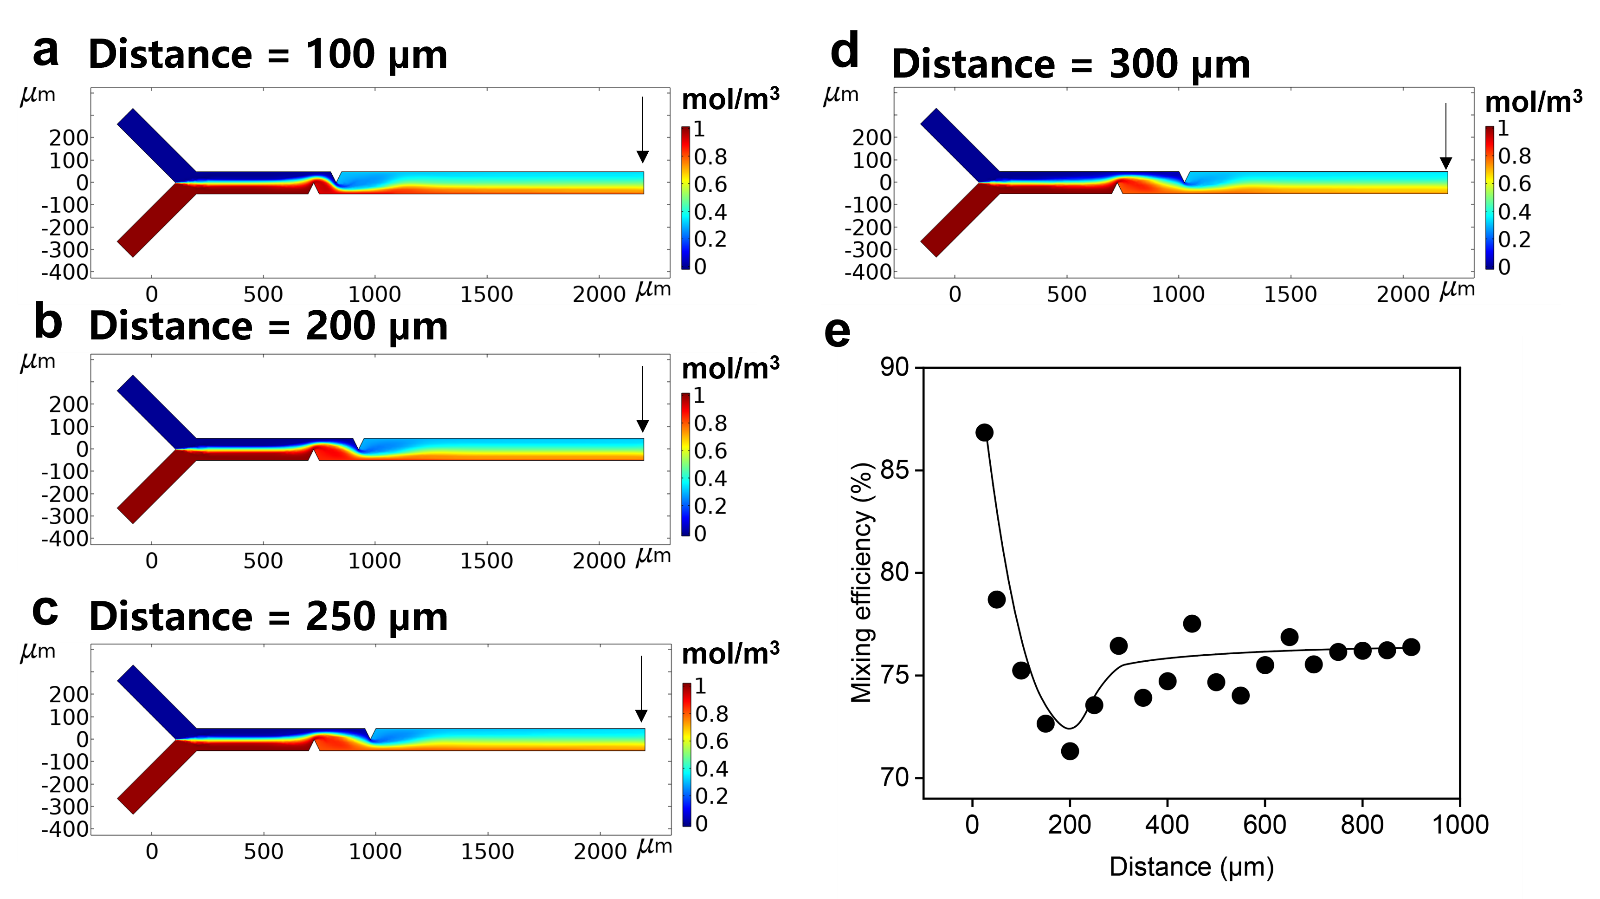 a Distance = 100 µm
µm
mol/m³
200
100
0
-100
-200
-300
-400
0 500 1000 1500 2000 µm
1
0.8
0.6
0.4
0.2
0
b Distance = 200 µm
µm
mol/m³
200
100
0
-100
-200
-300
-400
0 500 1000 1500 2000 µm
1
0.8
0.6
0.4
0.2
0
c Distance = 250 µm
µm
mol/m³
200
100
0
-100
-200
-300
-400
0 500 1000 1500 2000 µm
1
0.8
0.6
0.4
0.2
0
d Distance = 300 µm
µm
mol/m³
200
100
0
-100
-200
-300
-400
0 500 1000 1500 2000 µm
1
0.8
0.6
0.4
0.2
0
e
Mixing efficiency (%)
90
85
80
75
70
0 200 400 600 800 1000
Distance (µm)